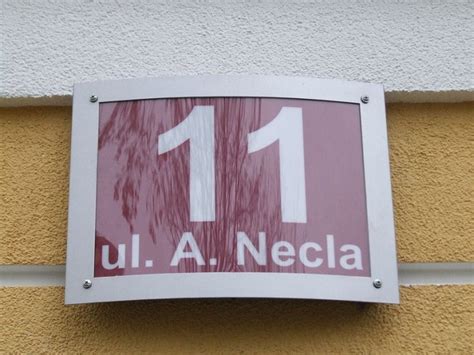 11
ul. A. Necla